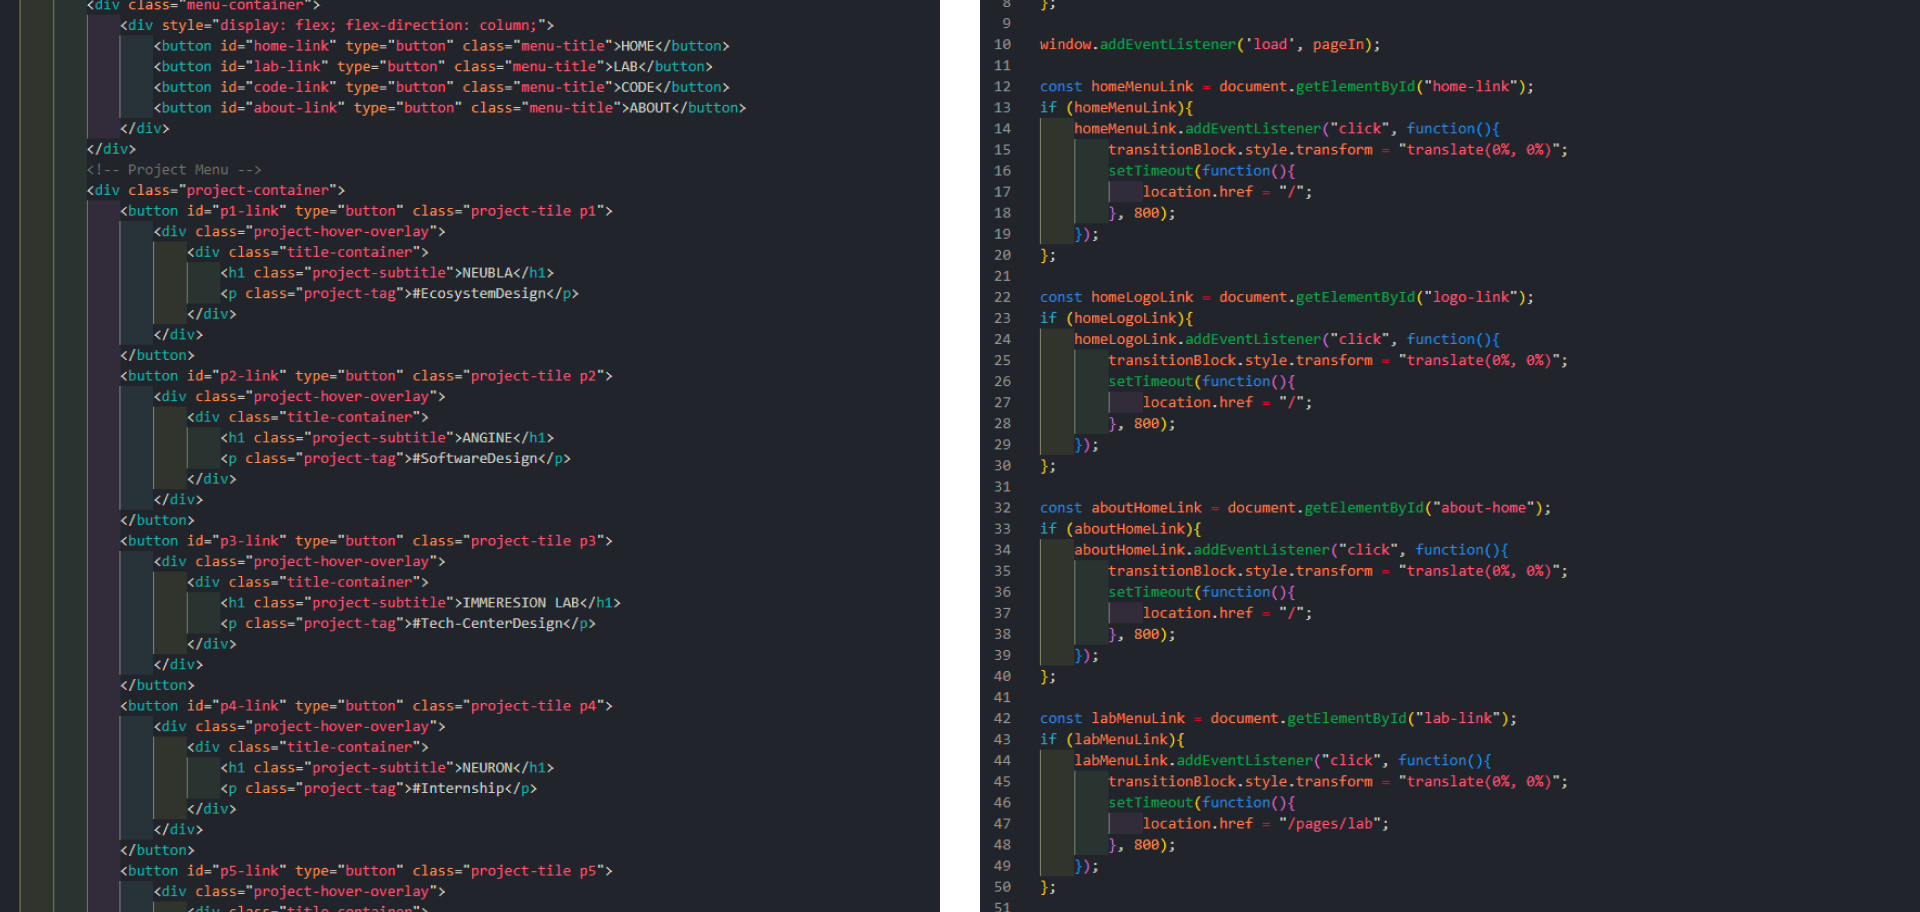 <div class="menu-container">
<div style="display: flex; flex-direction: column;">
<button id="home-link" type="button" class="menu-title">HOME</button>
<button id="lab-link" type="button" class="menu-title">LAB</button>
<button id="code-link" type="button" class="menu-title">CODE</button>
<button id="about-link" type="button" class="menu-title">ABOUT</button>
</div>
</div>
<!-- Project Menu -->
<div class="project-container">
<button id="p1-link" type="button" class="project-tile p1">
<div class="project-hover-overlay">
<div class="title-container">
<h1 class="project-subtitle">NEUBLA</h1>
<p class="project-tag">#EcosystemDesign</p>
</div>
</div>
</button>
<button id="p2-link" type="button" class="project-tile p2">
<div class="project-hover-overlay">
<div class="title-container">
<h1 class="project-subtitle">ANGINE</h1>
<p class="project-tag">#SoftwareDesign</p>
</div>
</div>
</button>
<button id="p3-link" type="button" class="project-tile p3">
<div class="project-hover-overlay">
<div class="title-container">
<h1 class="project-subtitle">IMMERESION LAB</h1>
<p class="project-tag">#Tech-CenterDesign</p>
</div>
</div>
</button>
<button id="p4-link" type="button" class="project-tile p4">
<div class="project-hover-overlay">
<div class="title-container">
<h1 class="project-subtitle">NEURON</h1>
<p class="project-tag">#Internship</p>
</div>
</div>
</button>
<button id="p5-link" type="button" class="project-tile p5">
<div class="project-hover-overlay">
<div class="title-container">
8 };
9
10 window.addEventListener('load', pageIn);
11
12 const homeMenuLink = document.getElementById("home-link");
13 if (homeMenuLink){
14 homeMenuLink.addEventListener("click", function(){
15 transitionBlock.style.transform = "translate(0%, 0%)";
16 setTimeout(function(){
17 location.href = "/";
18 }, 800);
19 });
20 };
21
22 const homeLogoLink = document.getElementById("logo-link");
23 if (homeLogoLink){
24 homeLogoLink.addEventListener("click", function(){
25 transitionBlock.style.transform = "translate(0%, 0%)";
26 setTimeout(function(){
27 location.href = "/";
28 }, 800);
29 });
30 };
31
32 const aboutHomeLink = document.getElementById("about-home");
33 if (aboutHomeLink){
34 aboutHomeLink.addEventListener("click", function(){
35 transitionBlock.style.transform = "translate(0%, 0%)";
36 setTimeout(function(){
37 location.href = "/";
38 }, 800);
39 });
40 };
41
42 const labMenuLink = document.getElementById("lab-link");
43 if (labMenuLink){
44 labMenuLink.addEventListener("click", function(){
45 transitionBlock.style.transform = "translate(0%, 0%)";
46 setTimeout(function(){
47 location.href = "/pages/lab";
48 }, 800);
49 });
50 };
51